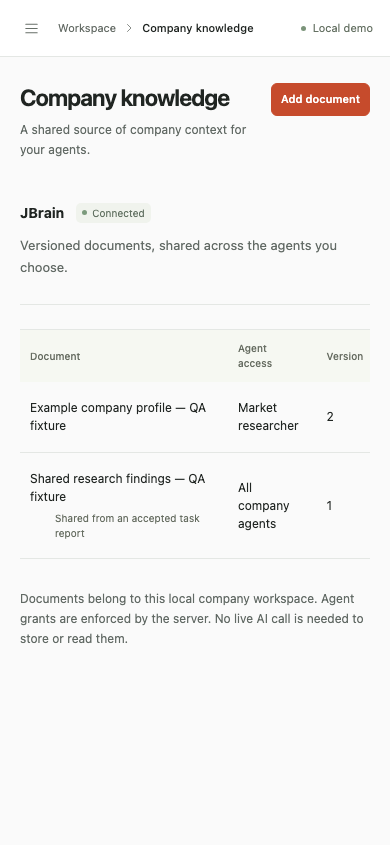 Workspace > Company knowledge
Local demo
Company knowledge
Add document
A shared source of company context for
your agents.
JBrain
Connected
Versioned documents, shared across the agents you
choose.
Document
Agent
access
Version
Example company profile — QA
fixture
Market
researcher
2
Shared research findings — QA
fixture
Shared from an accepted task
report
All
company
agents
1
Documents belong to this local company workspace. Agent
grants are enforced by the server. No live AI call is needed to
store or read them.